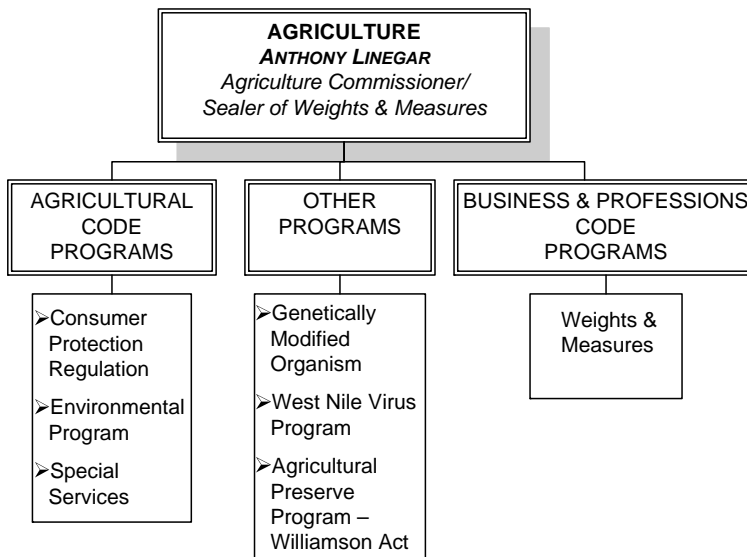 AGRICULTURE
ANTHONY LINEGAR
Agriculture Commissioner/
Sealer of Weights & Measures
AGRICULTURAL
CODE
PROGRAMS
OTHER
PROGRAMS
BUSINESS & PROFESSIONS
CODE
PROGRAMS
➢Consumer
Protection
Regulation
➢Environmental
Program
➢Special
Services
➢Genetically
Modified
Organism
➢West Nile Virus
Program
➢Agricultural
Preserve
Program –
Williamson Act
Weights &
Measures